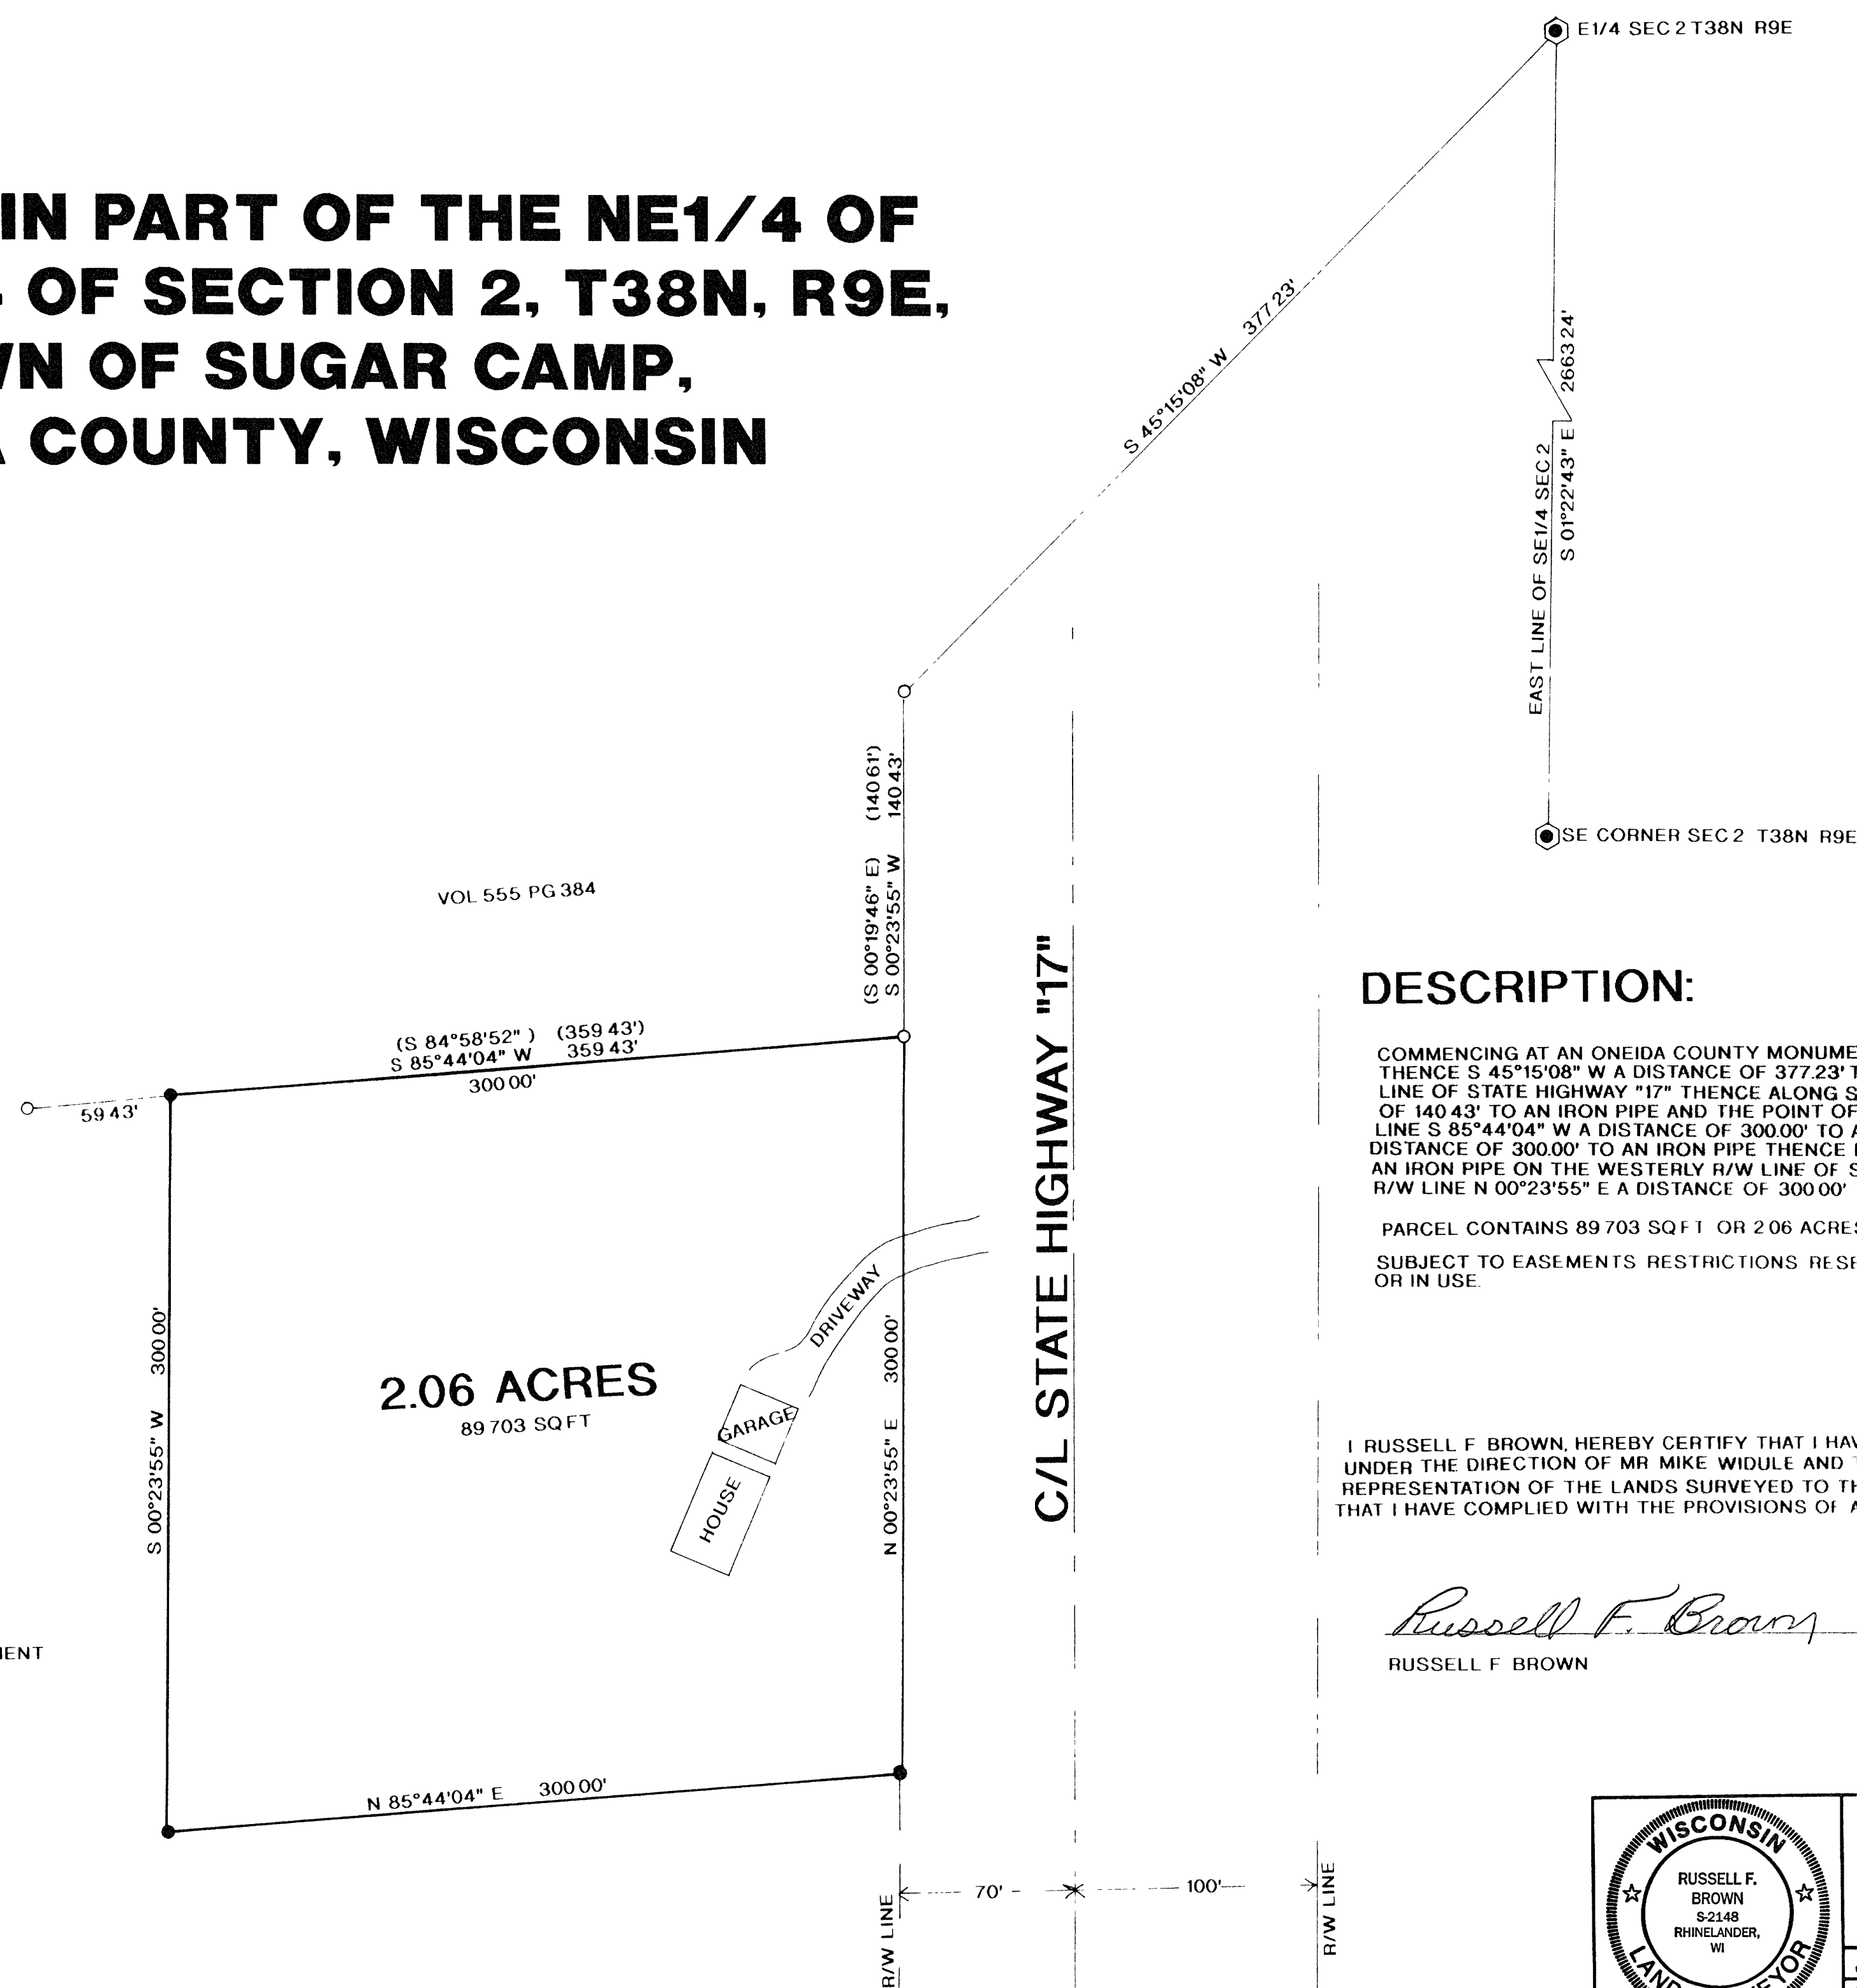 E1/4 SEC 2 T38N R9E
IN PART OF THE NE1/4 OF
OF SECTION 2, T38N, R9E,
OF SUGAR CAMP,
COUNTY, WISCONSIN
S 45°15'08" W 377 23'
EAST LINE OF SE1/4 SEC 2
S 01°22'43" E 2663 24'
SE CORNER SEC 2 T38N R9E
(S 00°19'46" E) (140 61')
S 00°23'55" W 140 43'
VOL 555 PG 384
(S 84°58'52" ) (359 43')
S 85°44'04" W 359 43'
300 00'
59 43'
C/L STATE HIGHWAY "17"
DESCRIPTION:
COMMENCING AT AN ONEIDA COUNTY
THENCE S 45°15'08" W A DISTANCE OF 377.23'
LINE OF STATE HIGHWAY "17" THENCE ALONG
OF 140 43' TO AN IRON PIPE AND THE POINT OF
LINE S 85°44'04" W A DISTANCE OF 300.00' TO
DISTANCE OF 300.00' TO AN IRON PIPE THENCE
AN IRON PIPE ON THE WESTERLY R/W LINE OF
R/W LINE N 00°23'55" E A DISTANCE OF 300 00'
PARCEL CONTAINS 89 703 SQ FT OR 2 06 ACRES
SUBJECT TO EASEMENTS RESTRICTIONS
OR IN USE.
S 00°23'55" W 300 00'
2.06 ACRES
89 703 SQ FT
DRIVEWAY
GARAGE
HOUSE
N 00°23'55" E 300 00'
N 85°44'04" E 300 00'
I RUSSELL F BROWN, HEREBY CERTIFY THAT I
UNDER THE DIRECTION OF MR MIKE WIDULE AND
REPRESENTATION OF THE LANDS SURVEYED TO
THAT I HAVE COMPLIED WITH THE PROVISIONS OF
Russell F. Brown
RUSSELL F BROWN
70'
100'
R/W LINE
R/W LINE
WISCONSIN
RUSSELL F.
BROWN
S-2148
RHINELANDER,
WI